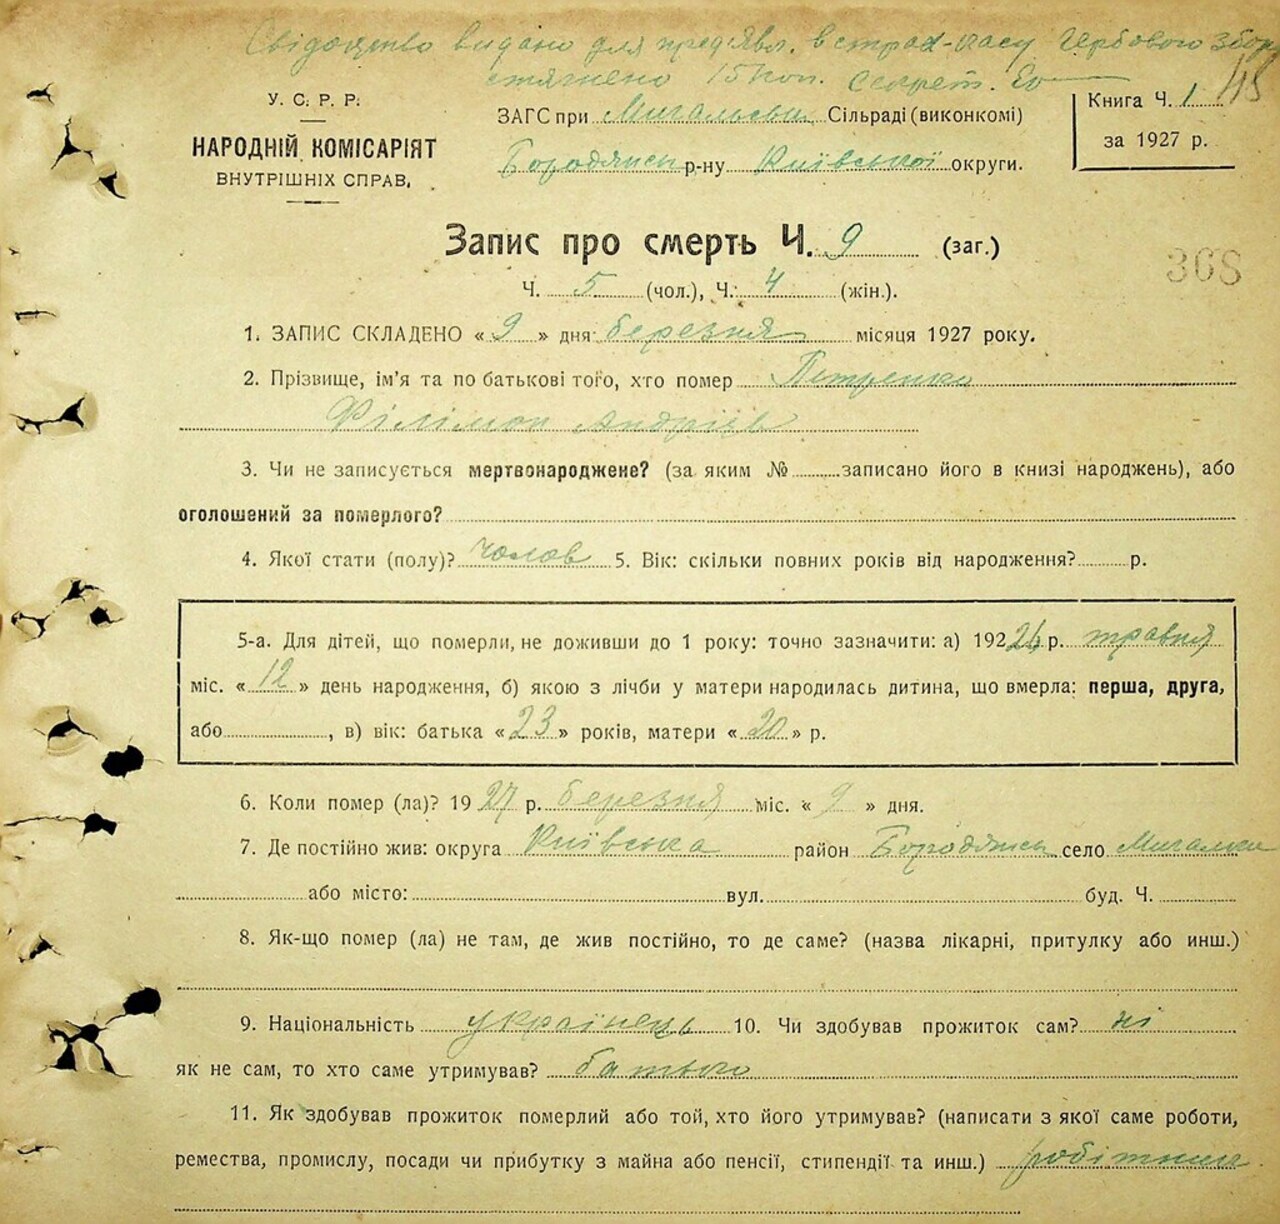 Свідоцтво видано для предʼявл. в страх-касу Гербового збору
стягнено 15 коп. Секрет.
У. С. Р. Р.
НАРОДНІЙ КОМІСАРІЯТ
ВНУТРІШНІХ СПРАВ.
ЗАГС при Мигальськи Сільраді (виконкомі)
Бородянськ р-ну Київської округи.
Книга Ч. 1
за 1927 р.
Запис про смерть Ч. 9 (заг.)
368
Ч. 5 (чол.), Ч. 4 (жін.).
1. ЗАПИС СКЛАДЕНО « 9 » дня березня місяця 1927 року.
2. Прізвище, ім'я та по батькові того, хто помер Петренко
Філімон Андріїв
3. Чи не записується мертвонароджене? (за яким № записано його в книзі народжень), або
оголошений за померлого?
4. Якої стати (полу)? чолов 5. Вік: скільки повних років від народження? р.
5-а. Для дітей, що померли, не доживши до 1 року: точно зазначити: а) 192 26 р. травня
міс. « 12 » день народження, б) якою з лічби у матери народилась дитина, що вмерла: перша, друга,
або , в) вік: батька « 23 » років, матери « 20 » р.
6. Коли помер (ла)? 19 27 р. березня міс. « 9 » дня.
7. Де постійно жив: округа Київська район Бородянськ село Мигалки
або місто: вул. буд. Ч.
8. Як-що помер (ла) не там, де жив постійно, то де саме? (назва лікарні, притулку або инш.)
9. Національність українець 10. Чи здобував прожиток сам? ні
як не сам, то хто саме утримував? батько
11. Як здобував прожиток померлий або той, хто його утримував? (написати з якої саме роботи,
ремества, промислу, посади чи прибутку з майна або пенсії, стипендії та инш.) робітник